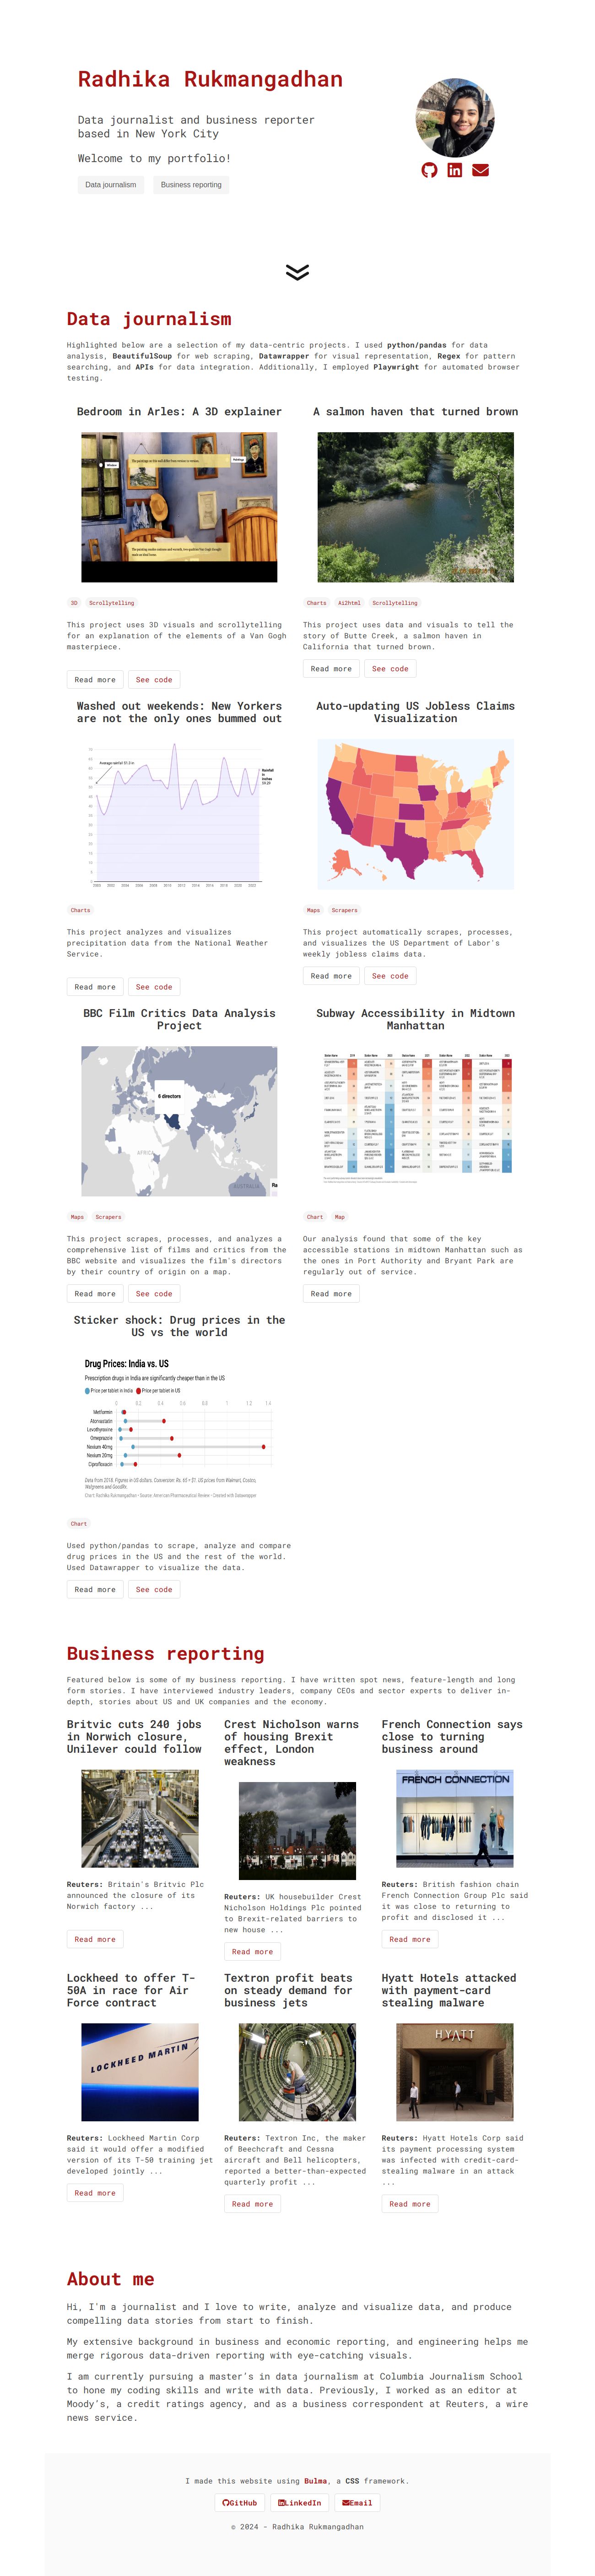 Radhika Rukmangadhan
Data journalist and business reporter
based in New York City
Welcome to my portfolio!
Data journalism
Business reporting
Data journalism
Highlighted below are a selection of my data-centric projects. I used python/pandas for data
analysis, BeautifulSoup for web scraping, Datawrapper for visual representation, Regex for pattern
searching, and APIs for data integration. Additionally, I employed Playwright for automated browser
testing.
Bedroom in Arles: A 3D explainer
3D Scrollytelling
This project uses 3D visuals and scrollytelling
for an explanation of the elements of a Van Gogh
masterpiece.
Read more See code
A salmon haven that turned brown
Charts Ai2html Scrollytelling
This project uses data and visuals to tell the
story of Butte Creek, a salmon haven in
California that turned brown.
Read more See code
Washed out weekends: New Yorkers
are not the only ones bummed out
Charts
This project analyzes and visualizes
precipitation data from the National Weather
Service.
Read more See code
Auto-updating US Jobless Claims
Visualization
Maps Scrapers
This project automatically scrapes, processes,
and visualizes the US Department of Labor's
weekly jobless claims data.
Read more See code
BBC Film Critics Data Analysis
Project
6 directors
AFRICA
AUSTRALIA
Maps Scrapers
This project scrapes, processes, and analyzes a
comprehensive list of films and critics from the
BBC website and visualizes the film's directors
by their country of origin on a map.
Read more See code
Subway Accessibility in Midtown
Manhattan
Chart Map
Our analysis found that some of the key
accessible stations in midtown Manhattan such as
the ones in Port Authority and Bryant Park are
regularly out of service.
Read more
Sticker shock: Drug prices in the
US vs the world
Drug Prices: India vs. US
Prescription drugs in India are significantly cheaper than in the US
Price per tablet in India Price per tablet in US
0 0.2 0.4 0.6 0.8 1 1.2 1.4
Metformin
Atorvastatin
Levothyroxine
Omeprazole
Nexium 40mg
Nexium 20mg
Ciprofloxacin
Chart
Used python/pandas to scrape, analyze and compare
drug prices in the US and the rest of the world.
Used Datawrapper to visualize the data.
Read more See code
Business reporting
Featured below is some of my business reporting. I have written spot news, feature-length and long
form stories. I have interviewed industry leaders, company CEOs and sector experts to deliver in-
depth, stories about US and UK companies and the economy.
Britvic cuts 240 jobs
in Norwich closure,
Unilever could follow
Reuters: Britain's Britvic Plc
announced the closure of its
Norwich factory ...
Read more
Crest Nicholson warns
of housing Brexit
effect, London
weakness
Reuters: UK housebuilder Crest
Nicholson Holdings Plc pointed
to Brexit-related barriers to
new house ...
Read more
French Connection says
close to turning
business around
FRENCH CONNECTION
Reuters: British fashion chain
French Connection Group Plc said
it was close to returning to
profit and disclosed it ...
Read more
Lockheed to offer T-
50A in race for Air
Force contract
LOCKHEED MARTIN
Reuters: Lockheed Martin Corp
said it would offer a modified
version of its T-50 training jet
developed jointly ...
Read more
Textron profit beats
on steady demand for
business jets
Reuters: Textron Inc, the maker
of Beechcraft and Cessna
aircraft and Bell helicopters,
reported a better-than-expected
quarterly profit ...
Read more
Hyatt Hotels attacked
with payment-card
stealing malware
HYATT
Reuters: Hyatt Hotels Corp said
its payment processing system
was infected with credit-card-
stealing malware in an attack
...
Read more
About me
Hi, I'm a journalist and I love to write, analyze and visualize data, and produce
compelling data stories from start to finish.
My extensive background in business and economic reporting, and engineering helps me
merge rigorous data-driven reporting with eye-catching visuals.
I am currently pursuing a master’s in data journalism at Columbia Journalism School
to hone my coding skills and write with data. Previously, I worked as an editor at
Moody’s, a credit ratings agency, and as a business correspondent at Reuters, a wire
news service.
I made this website using Bulma, a CSS framework.
GitHub LinkedIn Email
© 2024 - Radhika Rukmangadhan